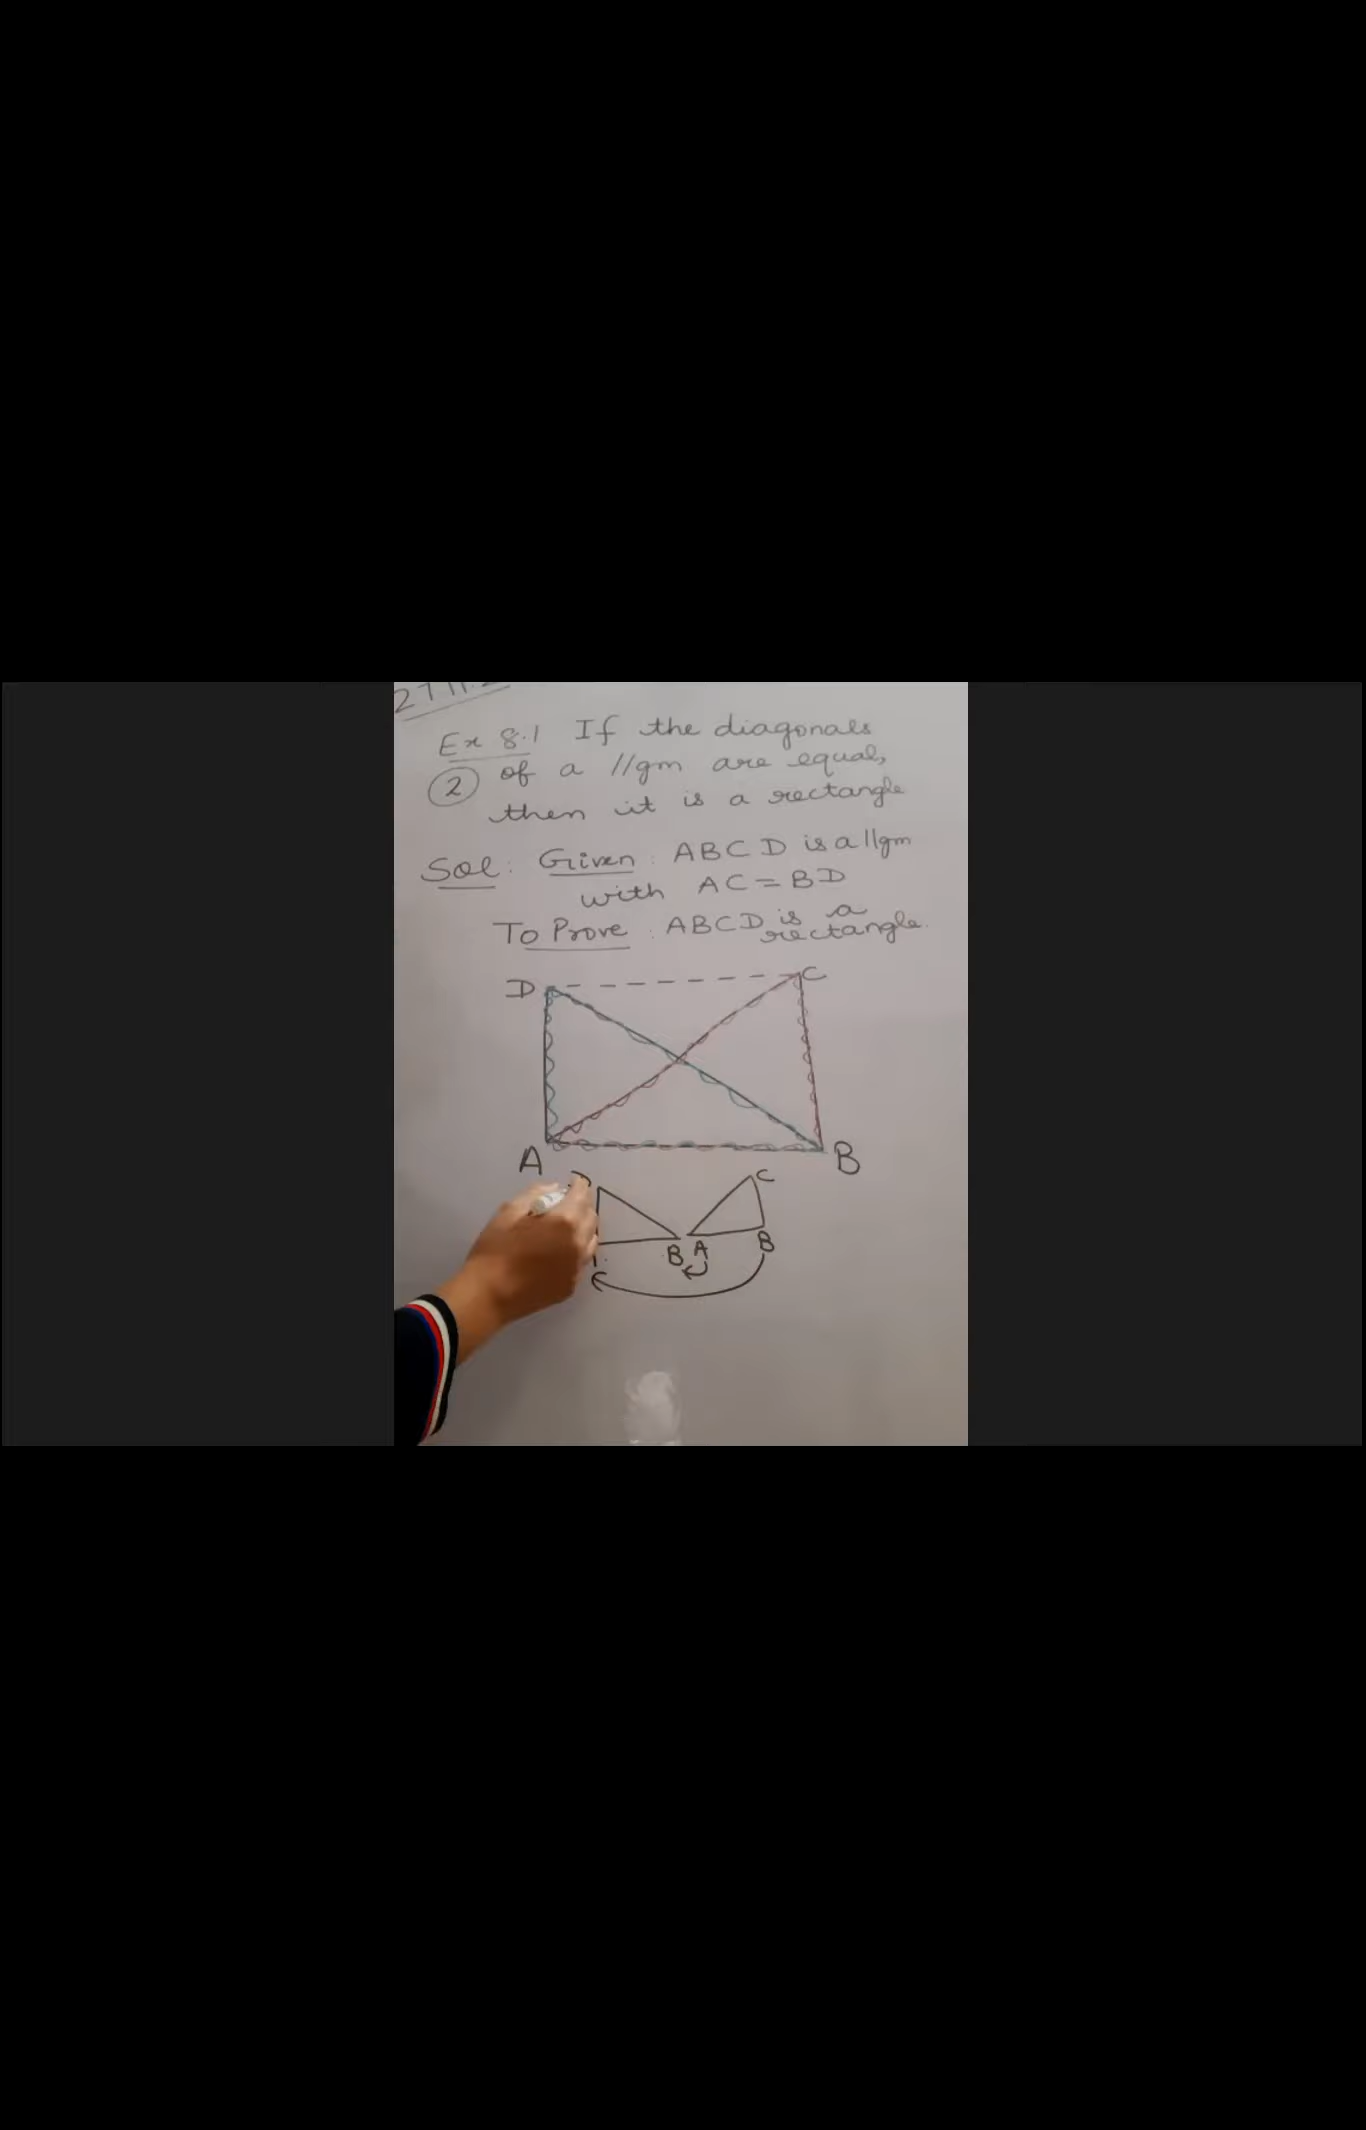 Ex 8.1 If the diagonals
② of a //gm are equal,
then it is a rectangle
Sol: Given: ABCD is a ||gm
with AC = BD
To Prove: ABCD is a
rectangle.
D C
A B
D C
B A B